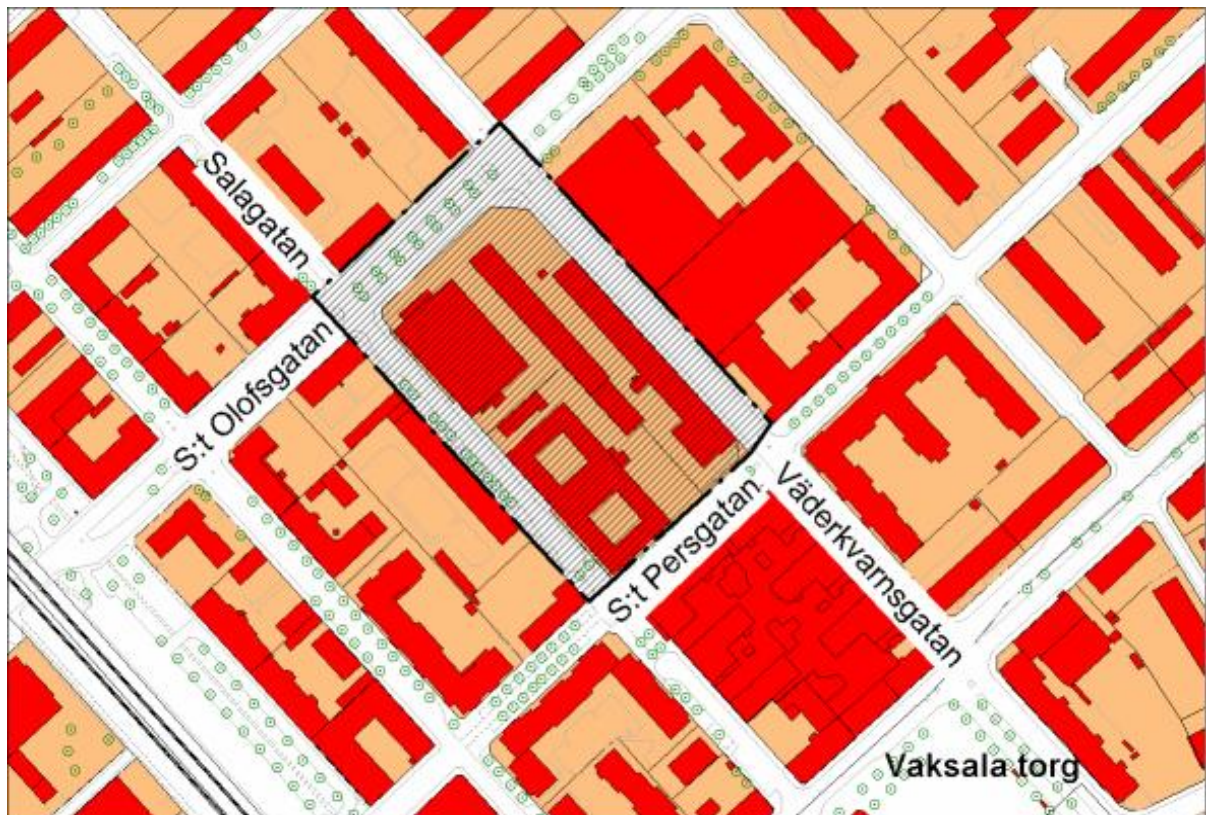 Salagatan
S:t Olofsgatan
S:t Persgatan
Väderkvarnsgatan
Vaksala torg